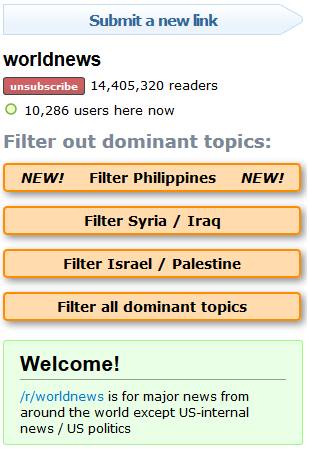 Submit a new link
worldnews
unsubscribe 14,405,320 readers
10,286 users here now
Filter out dominant topics:
NEW! Filter Philippines NEW!
Filter Syria / Iraq
Filter Israel / Palestine
Filter all dominant topics
Welcome!
/r/worldnews is for major news from
around the world except US-internal
news / US politics